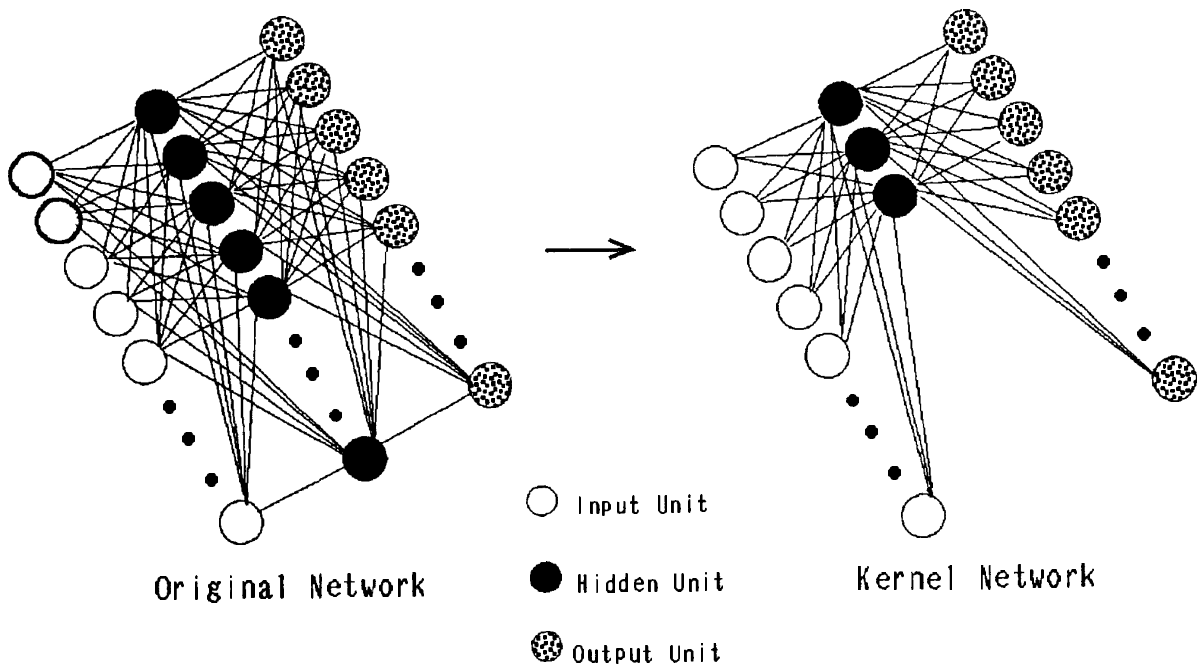 Input Unit
Original Network
Hidden Unit
Kernel Network
Output Unit